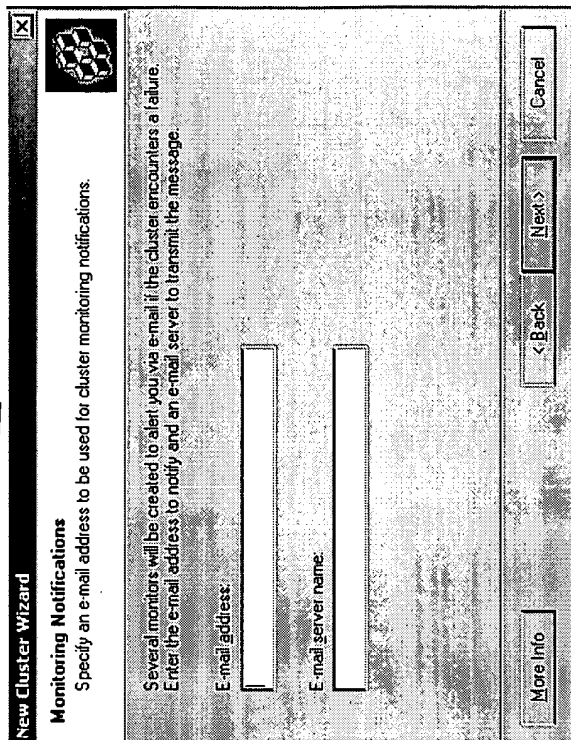 New Cluster Wizard
Monitoring Notifications
Specify an e-mail address to be used for cluster monitoring notifications.
Several monitors will be created to alert you via e-mail if the cluster encounters a failure.
Enter the e-mail address to notify and an e-mail server to transmit the message.
E-mail address:
E-mail server name:
More Info
< Back
Next >
Cancel